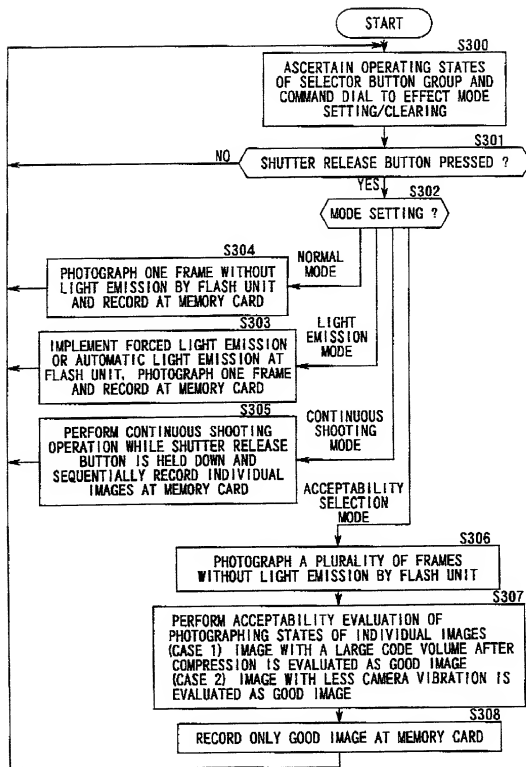 START
S300
ASCERTAIN OPERATING STATES
OF SELECTOR BUTTON GROUP AND
COMMAND DIAL TO EFFECT MODE
SETTING/CLEARING
S301
NO
SHUTTER RELEASE BUTTON PRESSED ?
YES
S302
MODE SETTING ?
S304
NORMAL
MODE
PHOTOGRAPH ONE FRAME WITHOUT
LIGHT EMISSION BY FLASH UNIT
AND RECORD AT MEMORY CARD
S303
LIGHT
EMISSION
MODE
IMPLEMENT FORCED LIGHT EMISSION
OR AUTOMATIC LIGHT EMISSION AT
FLASH UNIT. PHOTOGRAPH ONE FRAME
AND RECORD AT MEMORY CARD
S305
CONTINUOUS
SHOOTING
MODE
PERFORM CONTINUOUS SHOOTING
OPERATION WHILE SHUTTER RELEASE
BUTTON IS HELD DOWN AND
SEQUENTIALLY RECORD INDIVIDUAL
IMAGES AT MEMORY CARD
ACCEPTABILITY
SELECTION
MODE
S306
PHOTOGRAPH A PLURALITY OF FRAMES
WITHOUT LIGHT EMISSION BY FLASH UNIT
S307
PERFORM ACCEPTABILITY EVALUATION OF
PHOTOGRAPHING STATES OF INDIVIDUAL IMAGES
(CASE 1) IMAGE WITH A LARGE CODE VOLUME AFTER
COMPRESSION IS EVALUATED AS GOOD IMAGE
(CASE 2) IMAGE WITH LESS CAMERA VIBRATION IS
EVALUATED AS GOOD IMAGE
S308
RECORD ONLY GOOD IMAGE AT MEMORY CARD